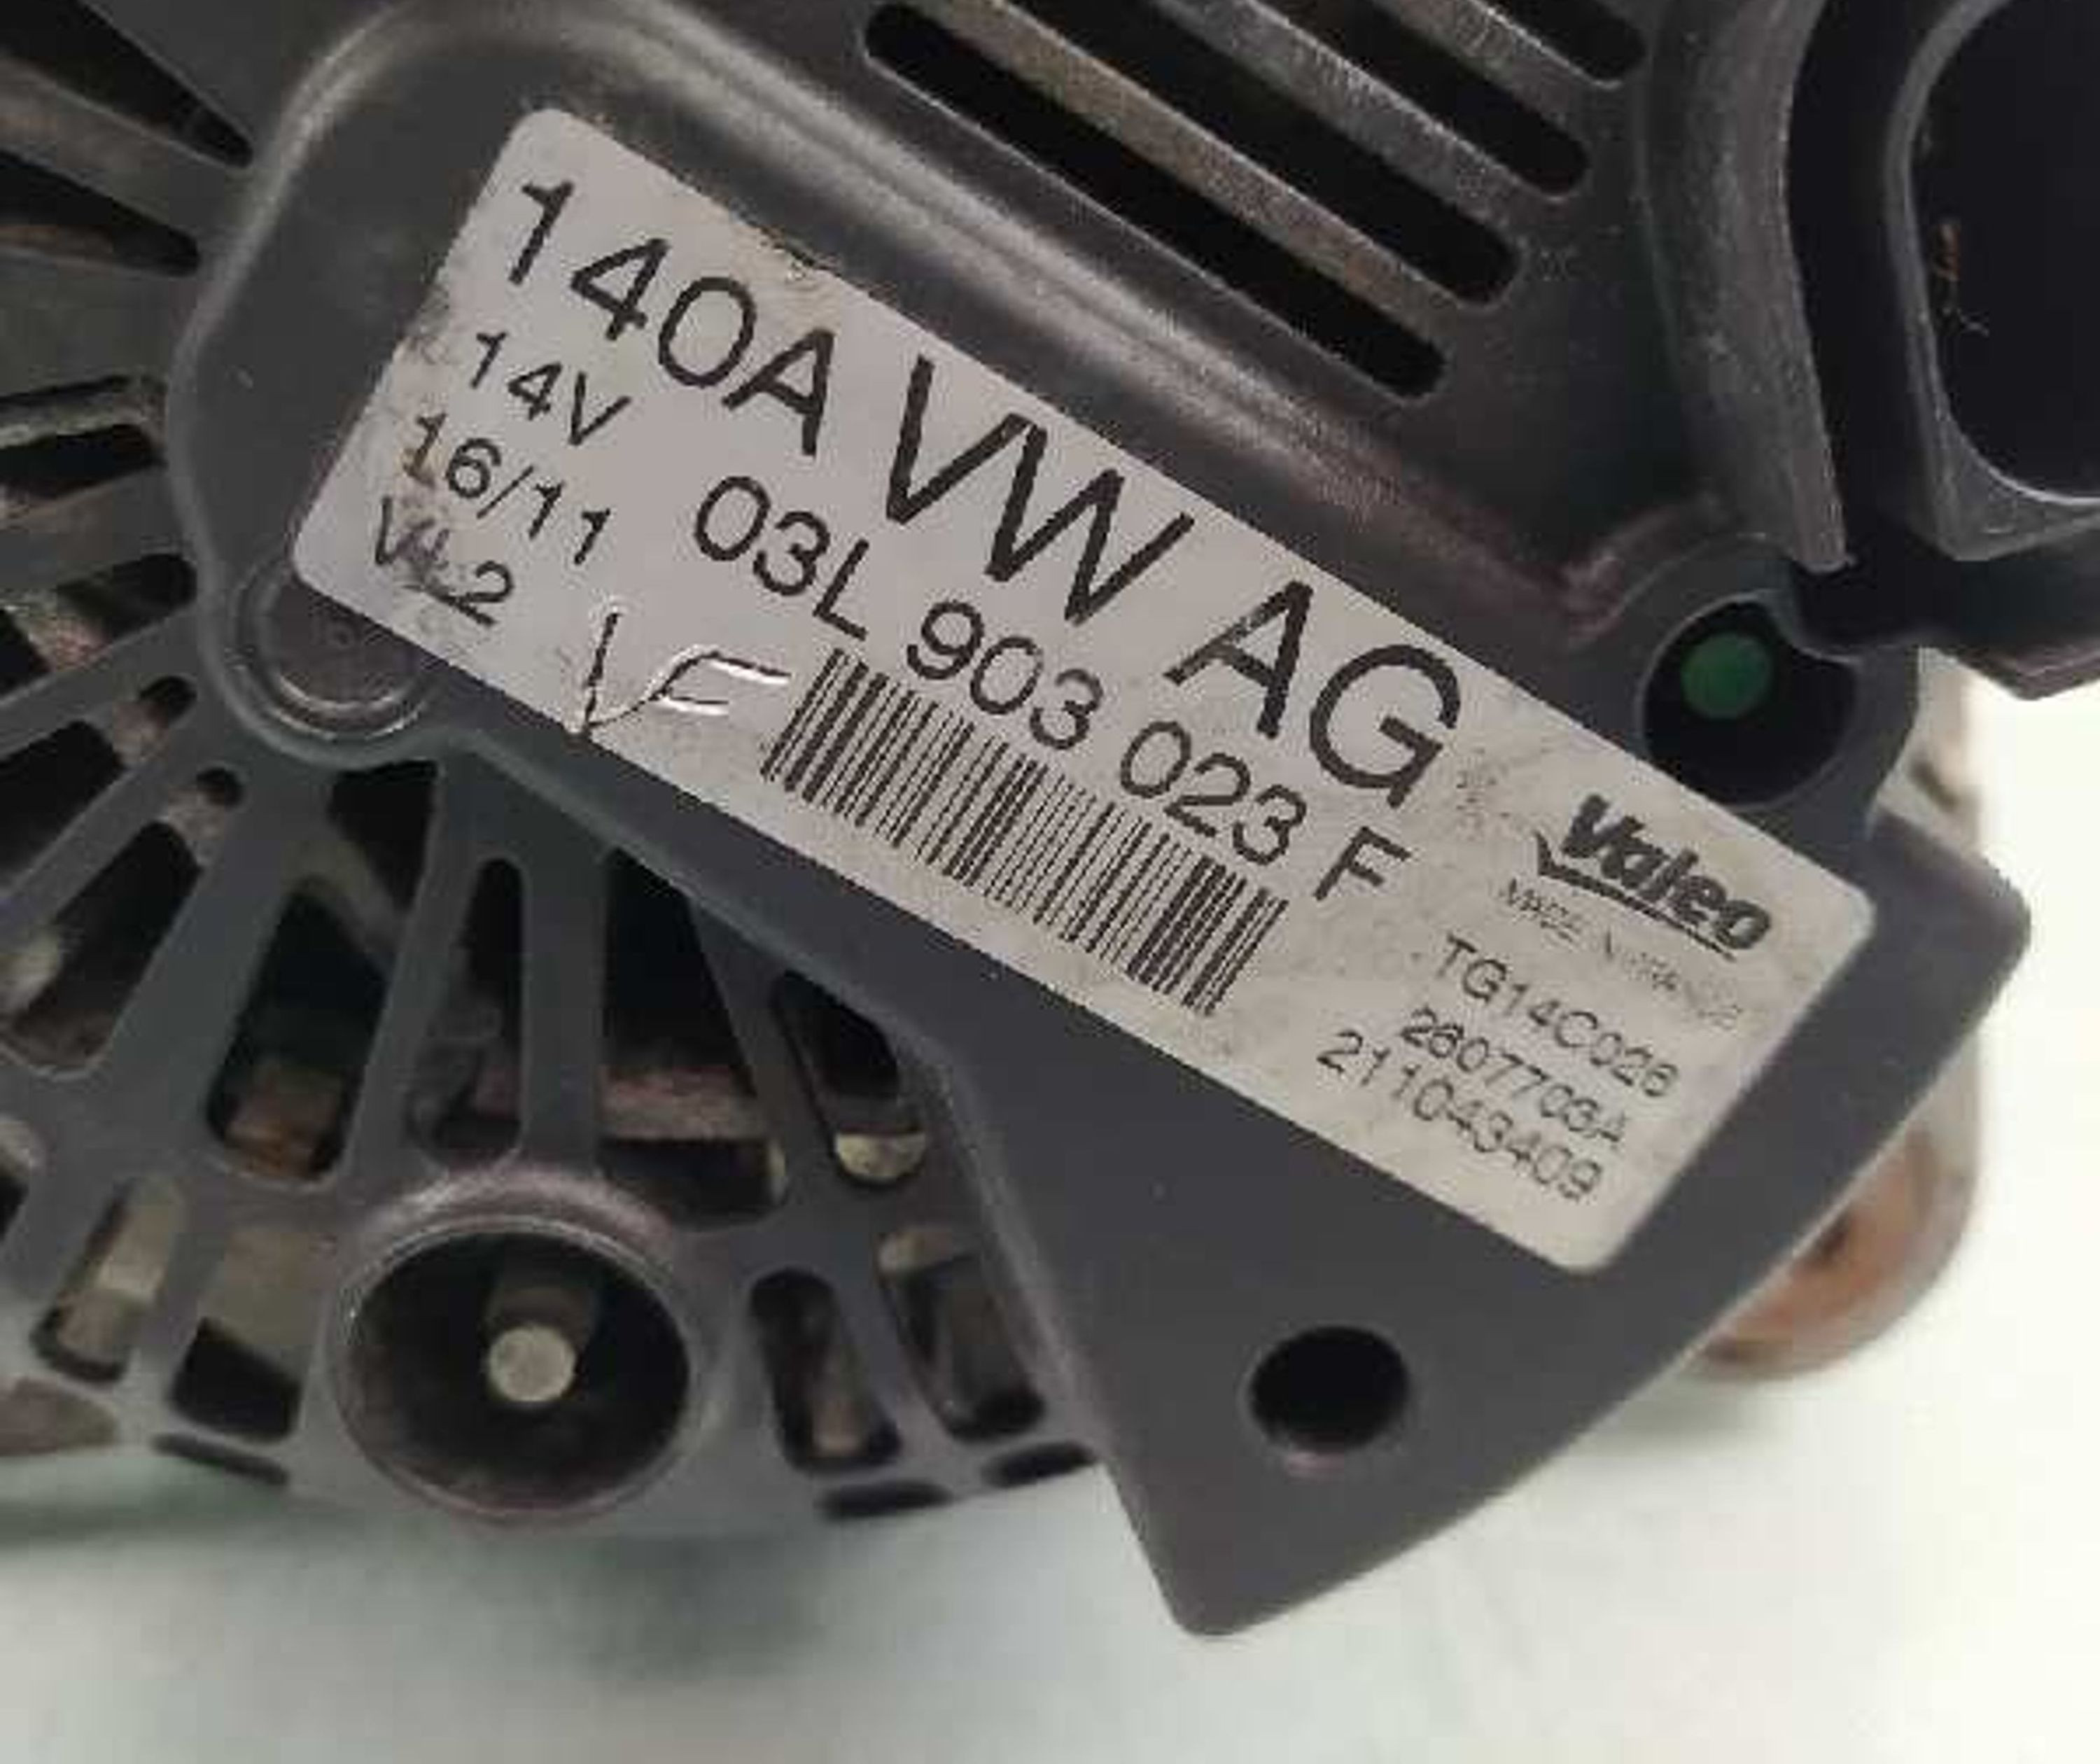 140A VW AG
14V
03L 903 023 F
16/11
VF
Valeo
TG14C026
2607703A
211043409